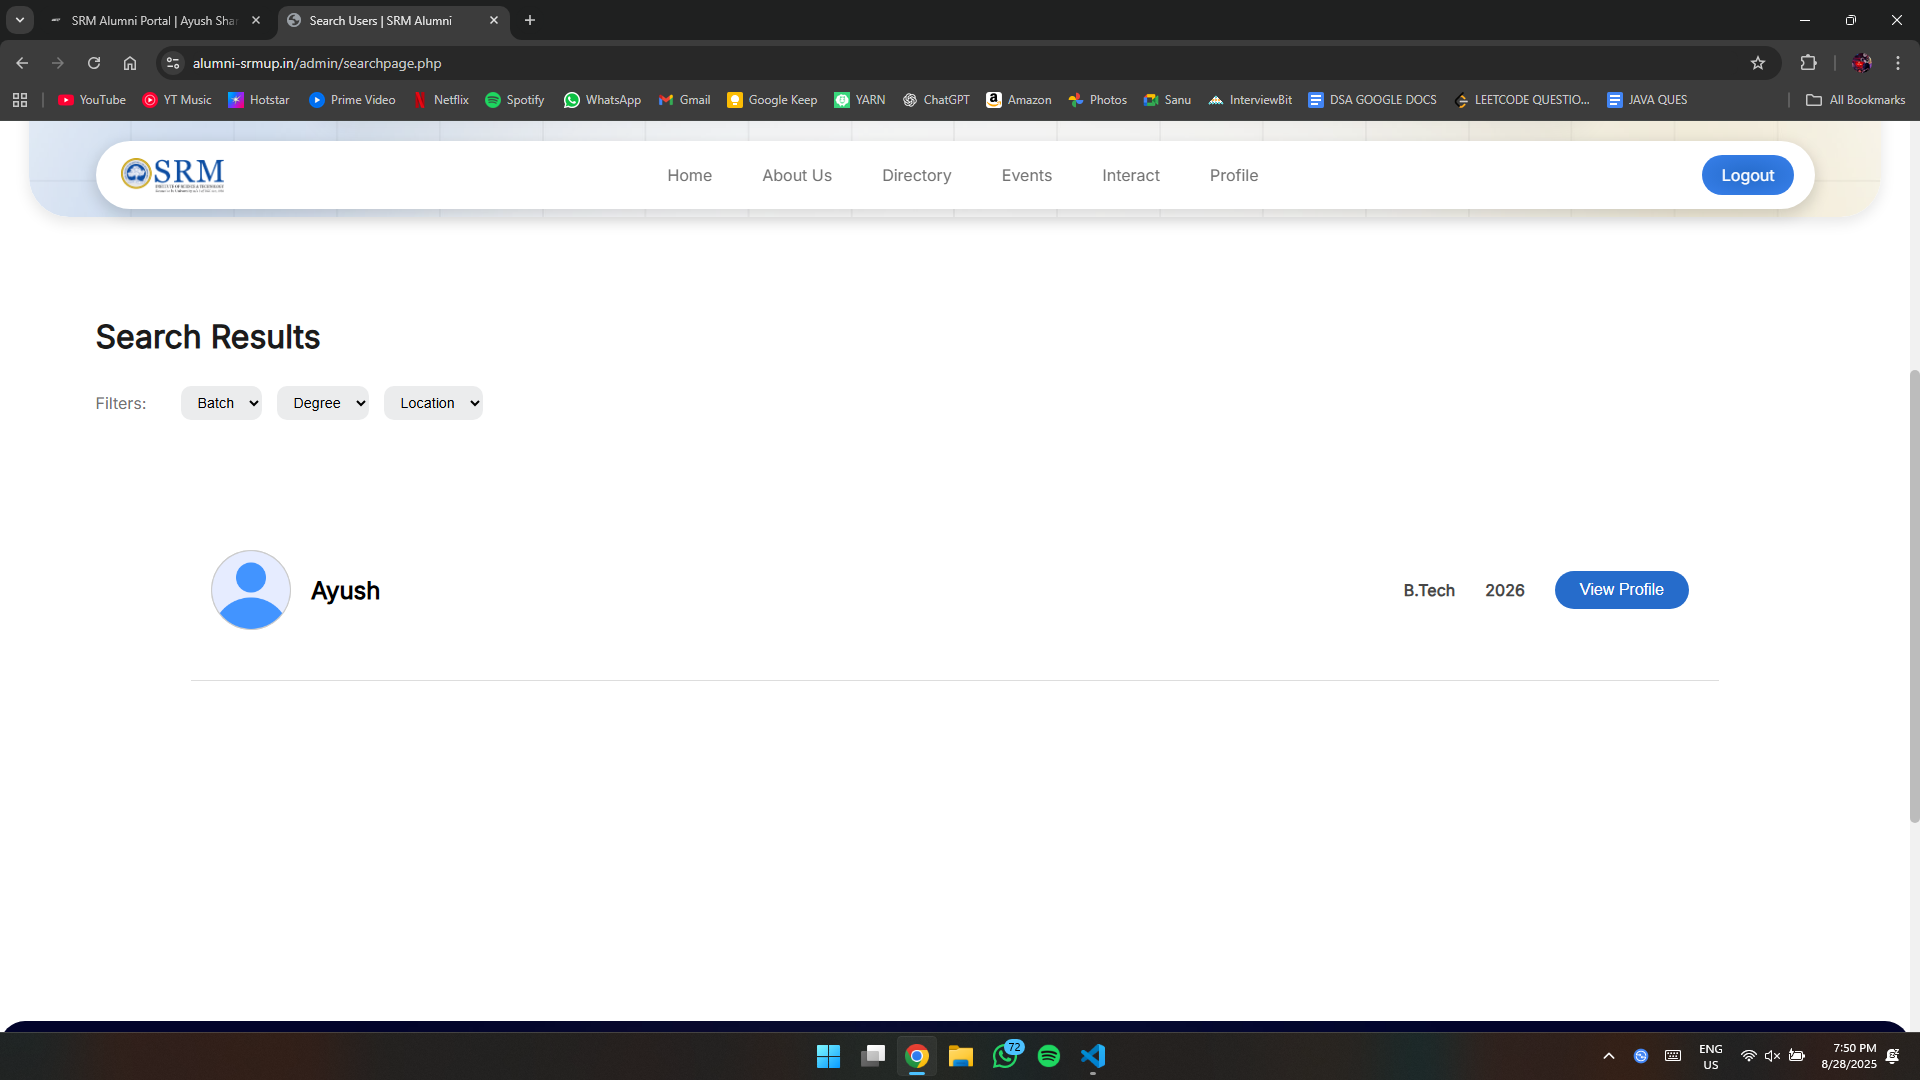 SRM Alumni Portal | Ayush Sha
Search Users | SRM Alumni
alumni-srmup.in/admin/searchpage.php
YouTube
YT Music
Hotstar
Prime Video
Netflix
Spotify
WhatsApp
Gmail
Google Keep
YARN
ChatGPT
Amazon
Photos
Sanu
InterviewBit
DSA GOOGLE DOCS
LEETCODE QUESTIO...
JAVA QUES
All Bookmarks
SRM
Home
About Us
Directory
Events
Interact
Profile
Logout
Search Results
Filters:
Batch
Degree
Location
Ayush
B.Tech
2026
View Profile
72
ENG
US
7:50 PM
8/28/2025